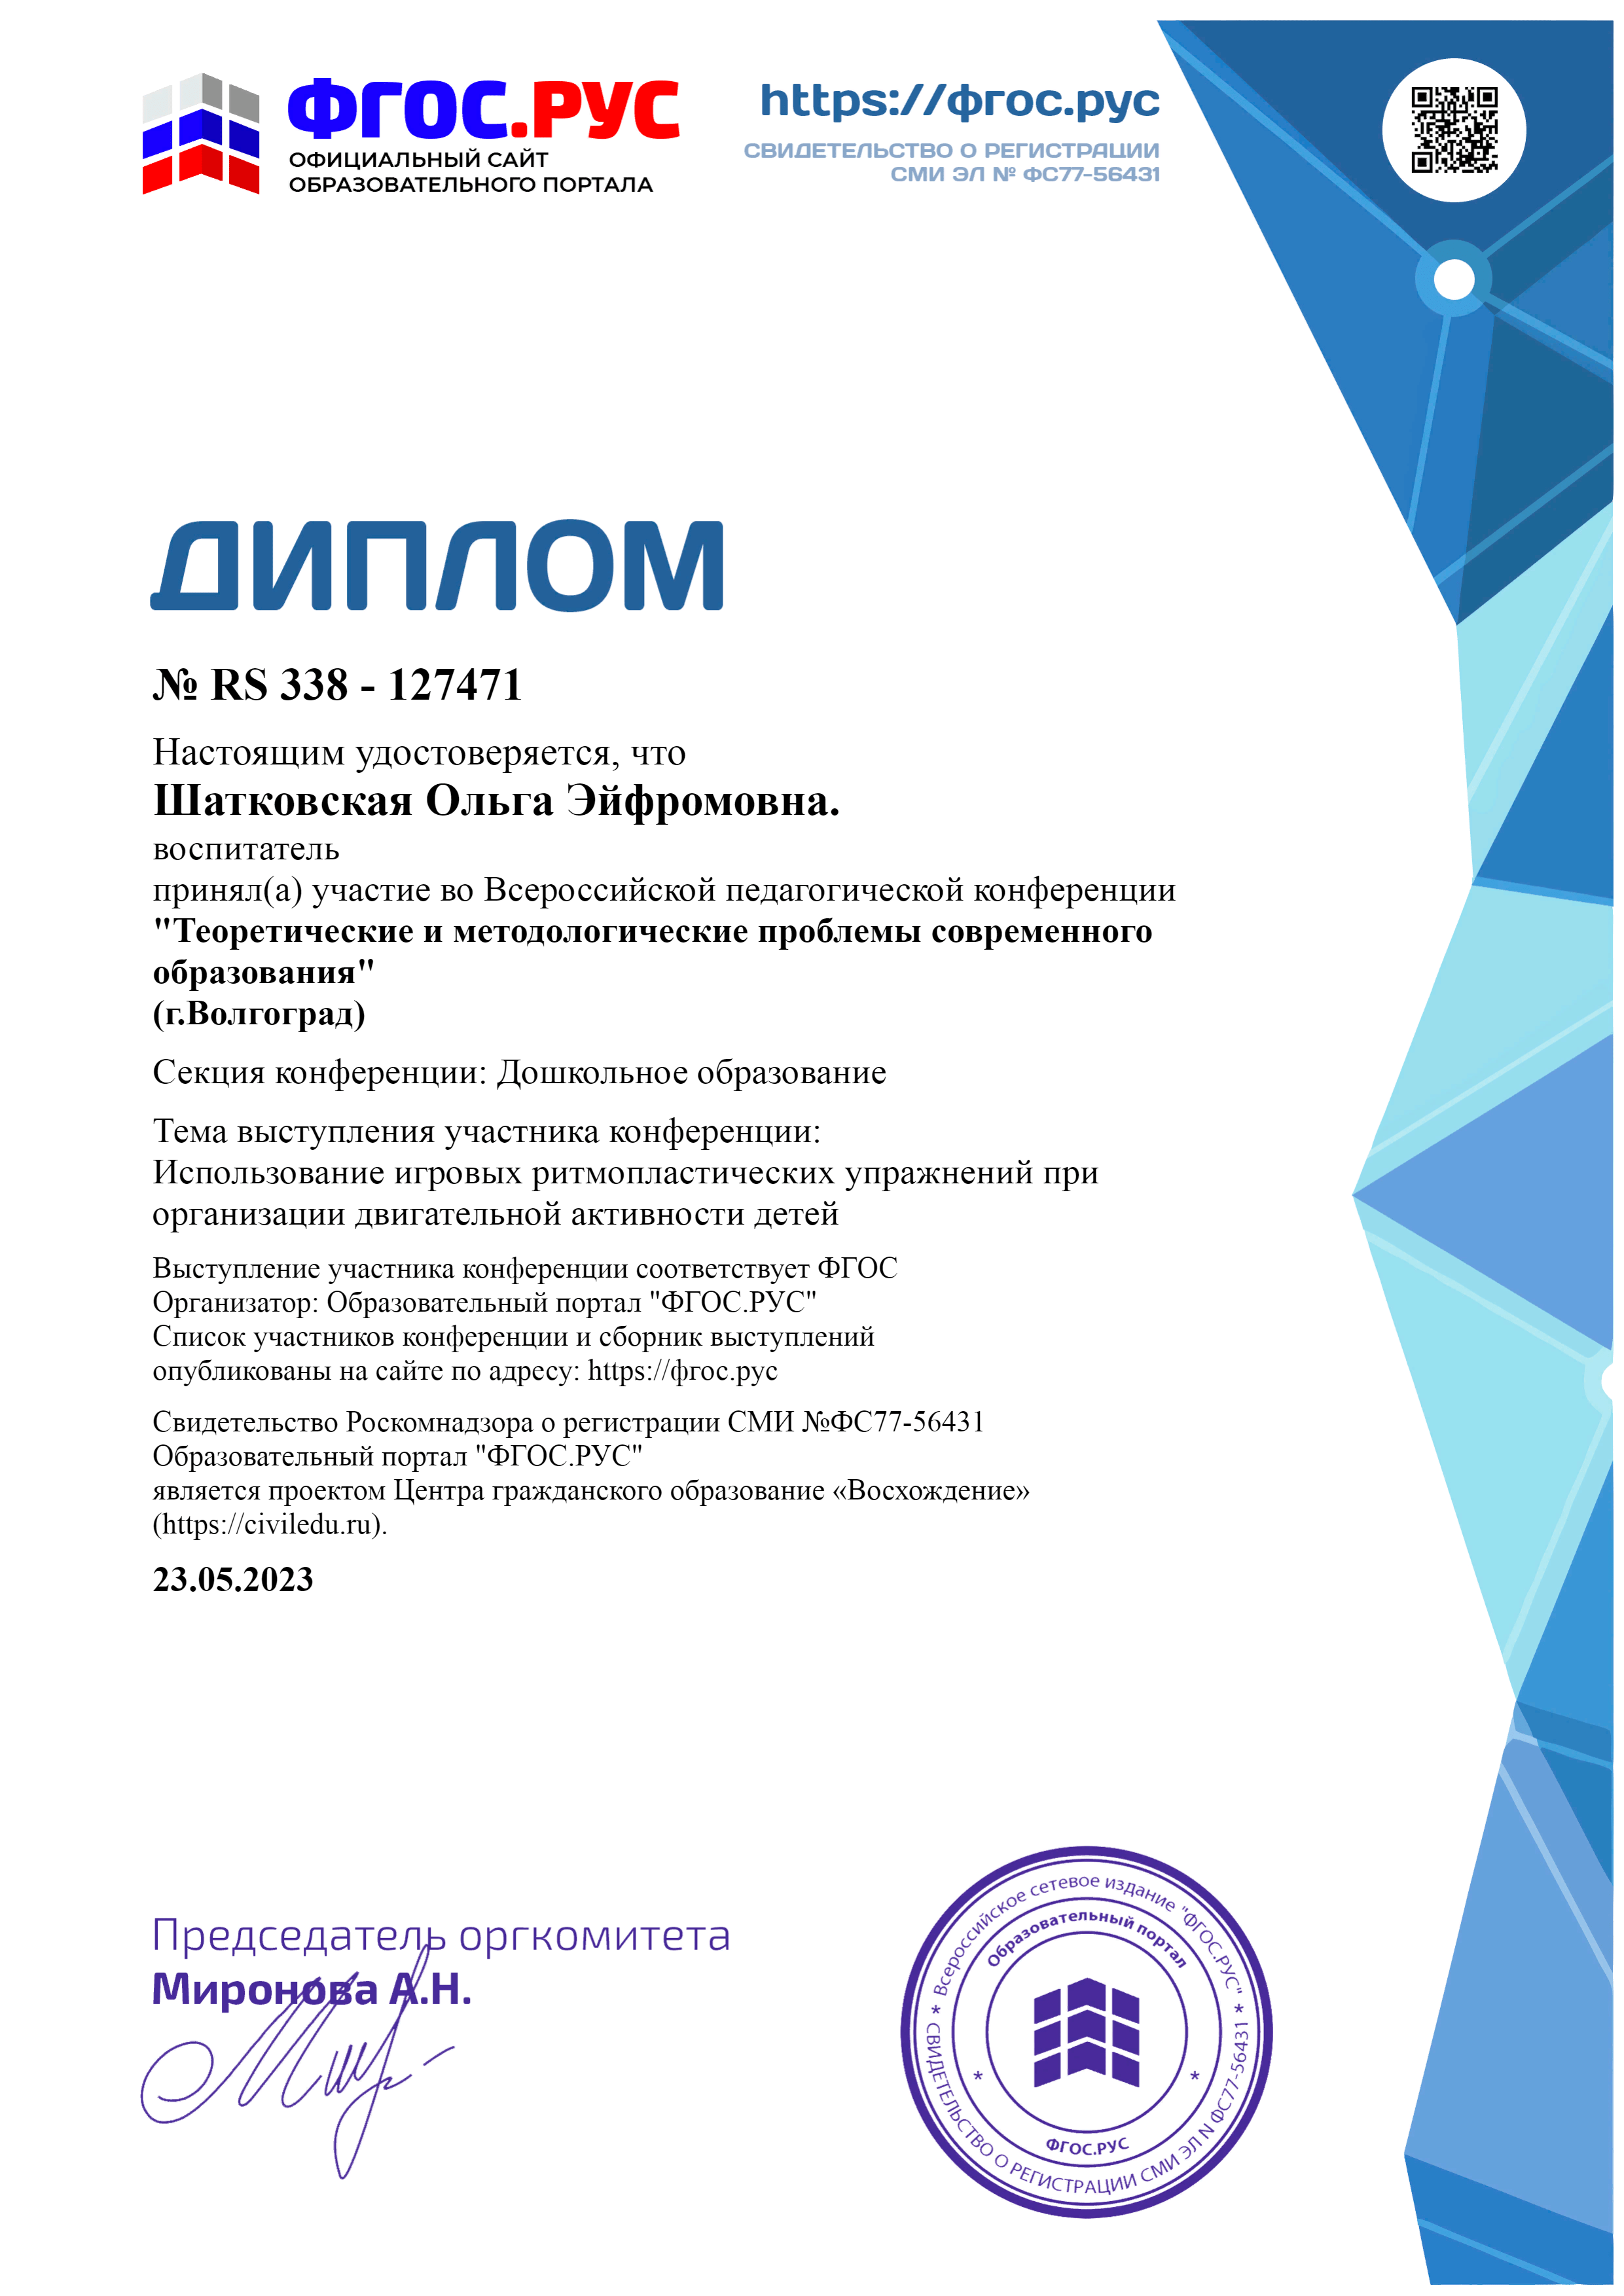 ФГОС.РУС
ОФИЦИАЛЬНЫЙ САЙТ
ОБРАЗОВАТЕЛЬНОГО ПОРТАЛА
https://фгос.рус
СВИДЕТЕЛЬСТВО О РЕГИСТРАЦИИ
СМИ ЭЛ № ФС77-56431
ДИПЛОМ
№ RS 338 - 127471
Настоящим удостоверяется, что
Шатковская Ольга Эйфромовна.
воспитатель
принял(а) участие во Всероссийской педагогической конференции
"Теоретические и методологические проблемы современного
образования"
(г.Волгоград)
Секция конференции: Дошкольное образование
Тема выступления участника конференции:
Использование игровых ритмопластических упражнений при
организации двигательной активности детей
Выступление участника конференции соответствует ФГОС
Организатор: Образовательный портал "ФГОС.РУС"
Список участников конференции и сборник выступлений
опубликованы на сайте по адресу: https://фгос.рус
Свидетельство Роскомнадзора о регистрации СМИ №ФС77-56431
Образовательный портал "ФГОС.РУС"
является проектом Центра гражданского образование «Восхождение»
(https://civiledu.ru).
23.05.2023
Председатель оргкомитета
Миронова А.Н.
* Всероссийское сетевое издание "ФГОС.РУС" *
СВИДЕТЕЛЬСТВО О РЕГИСТРАЦИИ СМИ ЭЛ N ФС77-56431
Образовательный портал
* ФГОС.РУС *